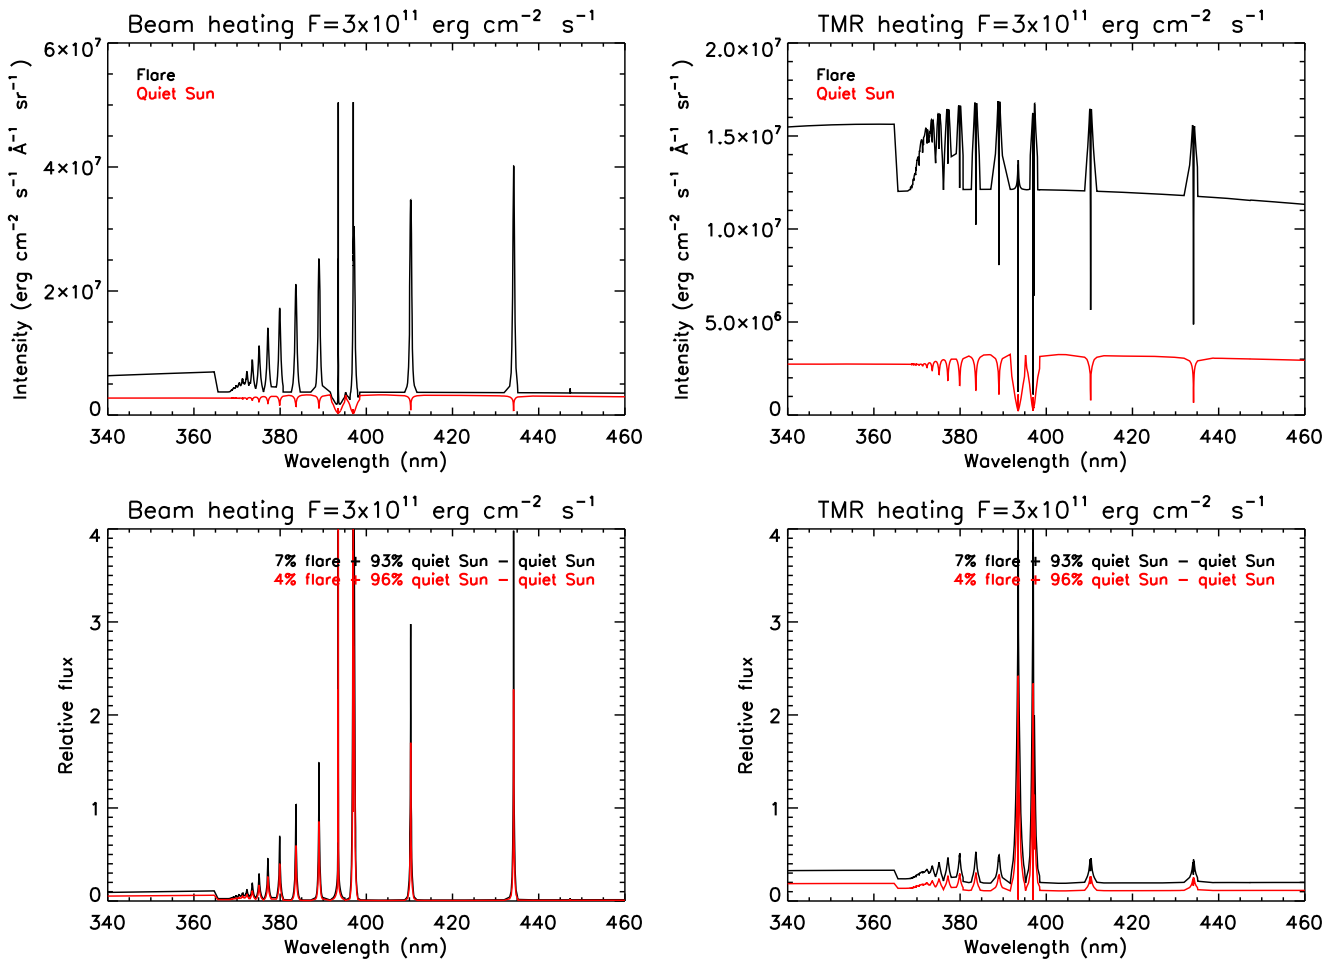 Beam heating F=3x10¹¹ erg cm⁻² s⁻¹
6×10⁷
4×10⁷
2×10⁷
0
Intensity (erg cm⁻² s⁻¹ Å⁻¹ sr⁻¹)
Flare
Quiet Sun
340 360 380 400 420 440 460
Wavelength (nm)
TMR heating F=3x10¹¹ erg cm⁻² s⁻¹
2.0×10⁷
1.5×10⁷
1.0×10⁷
5.0×10⁶
0
Intensity (erg cm⁻² s⁻¹ Å⁻¹ sr⁻¹)
Flare
Quiet Sun
340 360 380 400 420 440 460
Wavelength (nm)
Beam heating F=3x10¹¹ erg cm⁻² s⁻¹
4
3
2
1
0
Relative flux
7% flare + 93% quiet Sun − quiet Sun
4% flare + 96% quiet Sun − quiet Sun
340 360 380 400 420 440 460
Wavelength (nm)
TMR heating F=3x10¹¹ erg cm⁻² s⁻¹
4
3
2
1
0
Relative flux
7% flare + 93% quiet Sun − quiet Sun
4% flare + 96% quiet Sun − quiet Sun
340 360 380 400 420 440 460
Wavelength (nm)